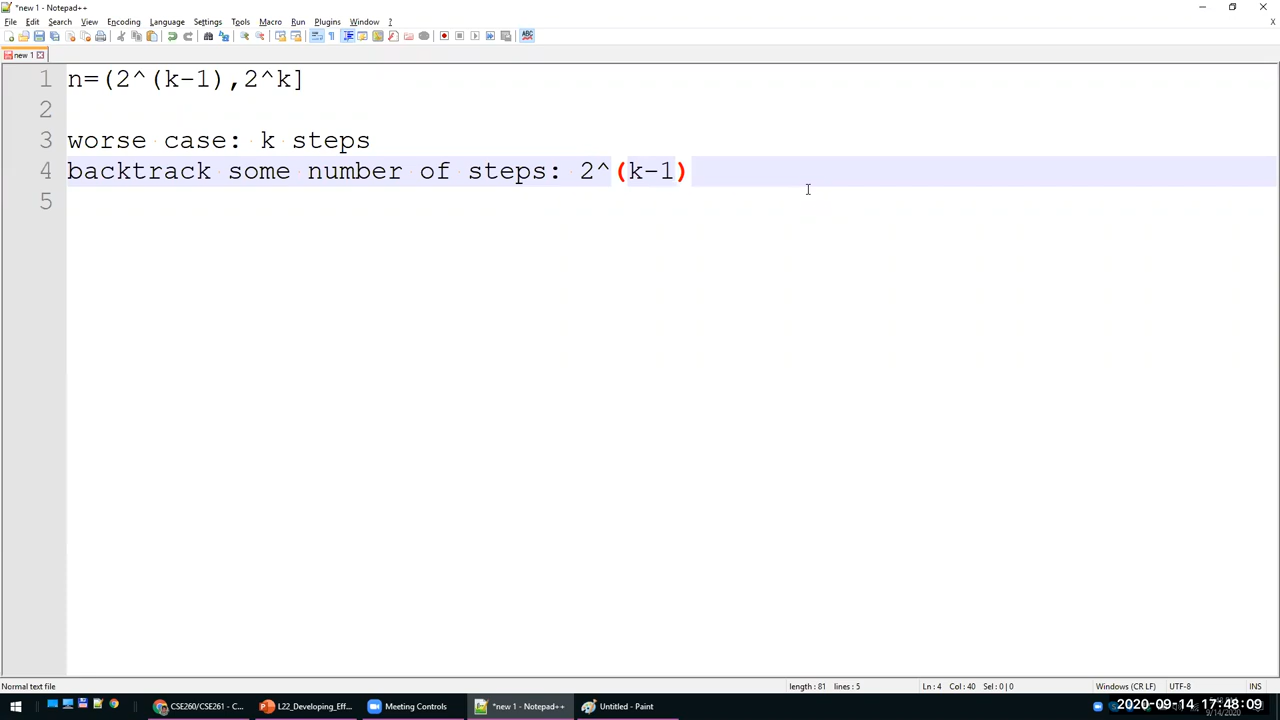 *new 1 - Notepad++
File Edit Search View Encoding Language Settings Tools Macro Run Plugins Window ?
new 1
1 n=(2^(k-1),2^k]
2
3 worse case: k steps
4 backtrack some number of steps: 2^(k-1)
5
Normal text file length: 81 lines: 5 Ln: 4 Col: 40 Sel: 0 | 0 Windows (CR LF) UTF-8 INS
CSE260/CSE261 - C... L22_Developing_Eff... Meeting Controls *new 1 - Notepad++ Untitled - Paint 2020-09-14 17:48:09
9/14/2020